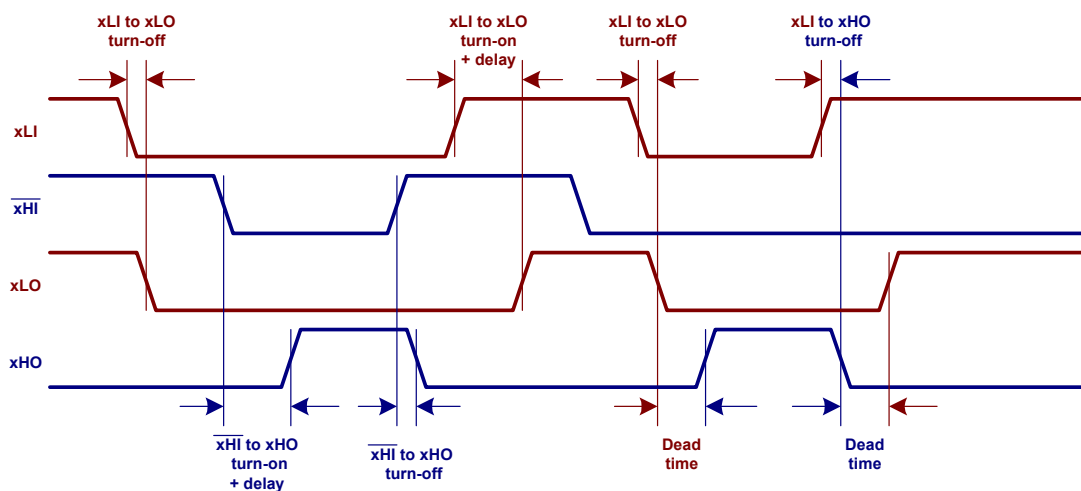 xLI to xLO
turn-off
xLI to xLO
turn-on
+ delay
xLI to xLO
turn-off
xLI to xHO
turn-off
xLI
xHI
xLO
xHO
xHI to xHO
turn-on
+ delay
xHI to xHO
turn-off
Dead
time
Dead
time